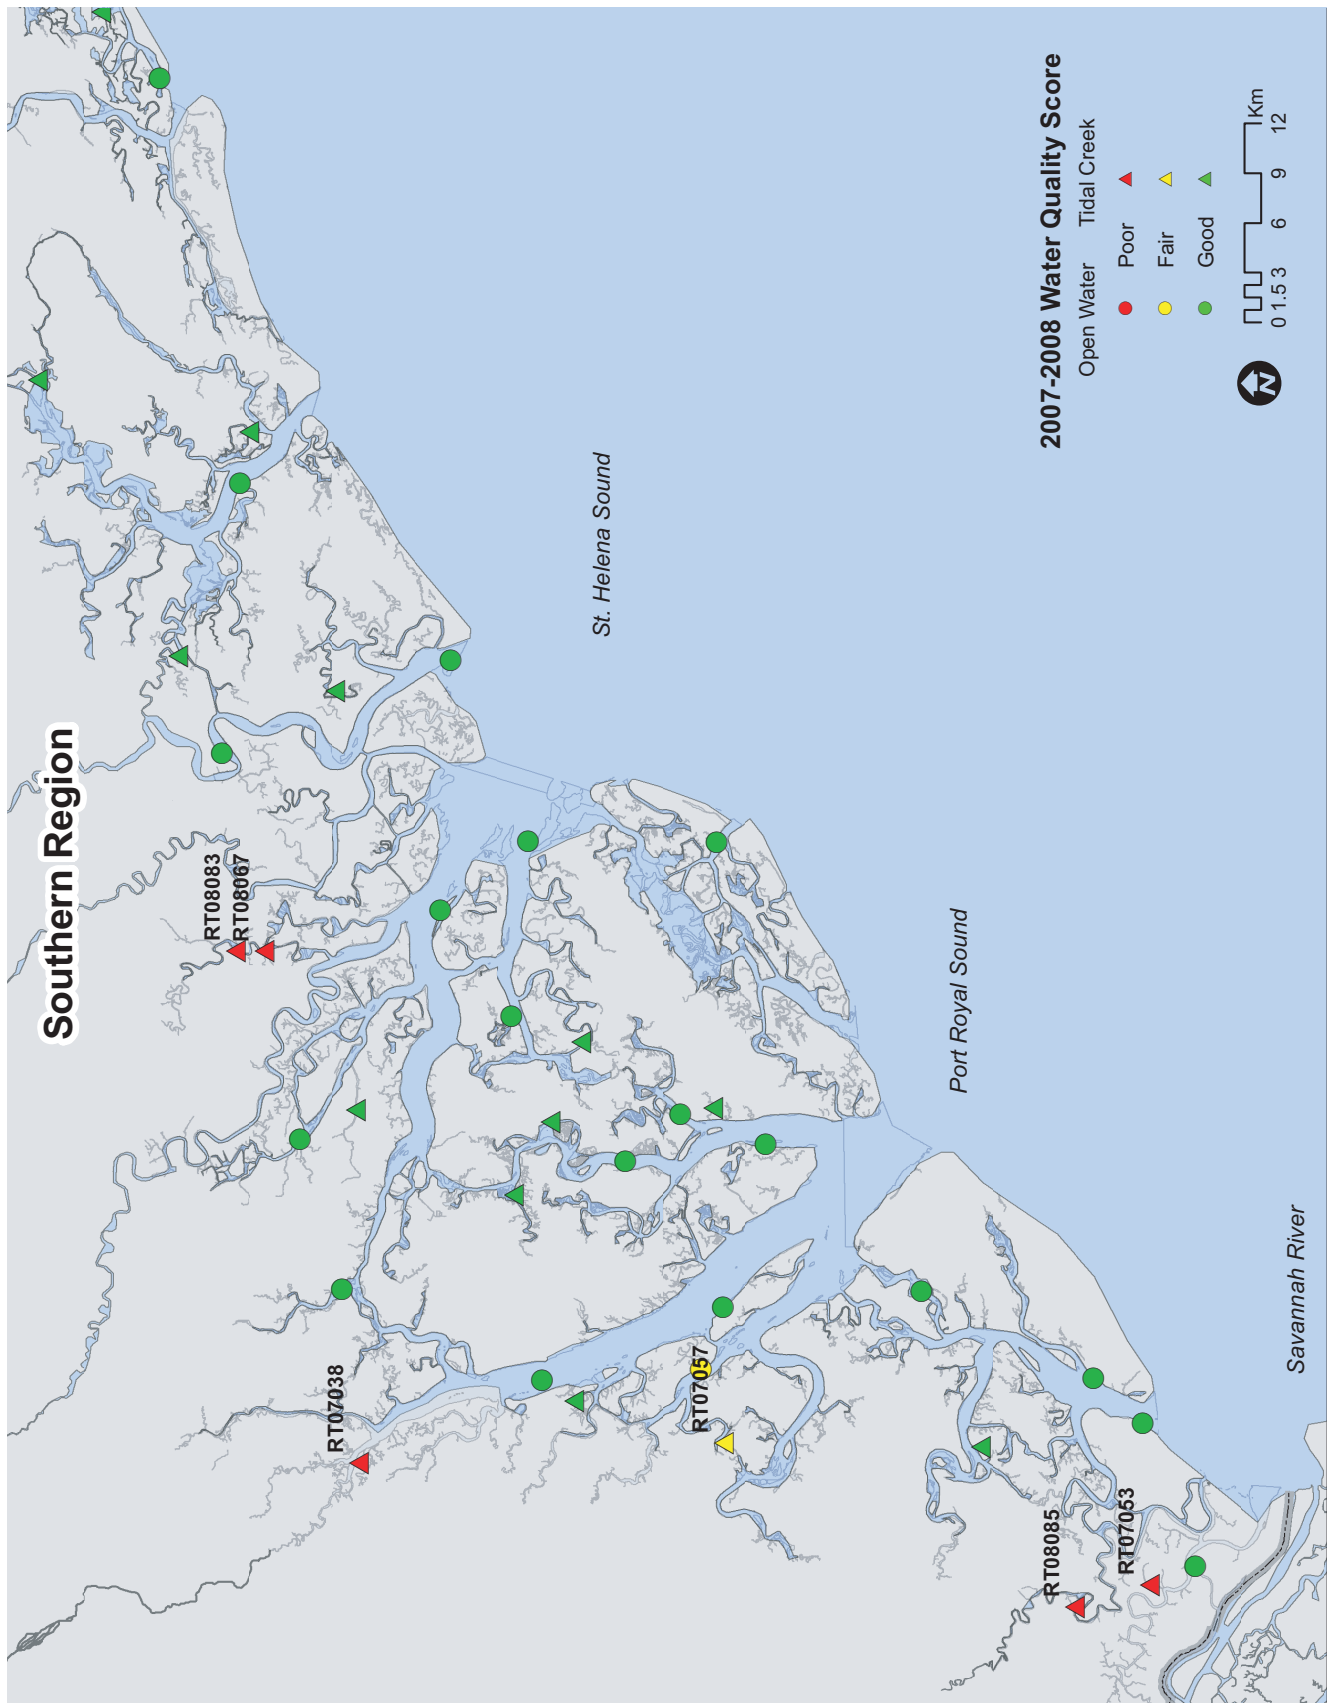 Southern Region
RT08083
RT08067
RT07038
RT07057
RT08085
RT07053
St. Helena Sound
Port Royal Sound
Savannah River
2007-2008 Water Quality Score
Open Water Tidal Creek
Poor
Fair
Good
Km
0 1.5 3 6 9 12
N